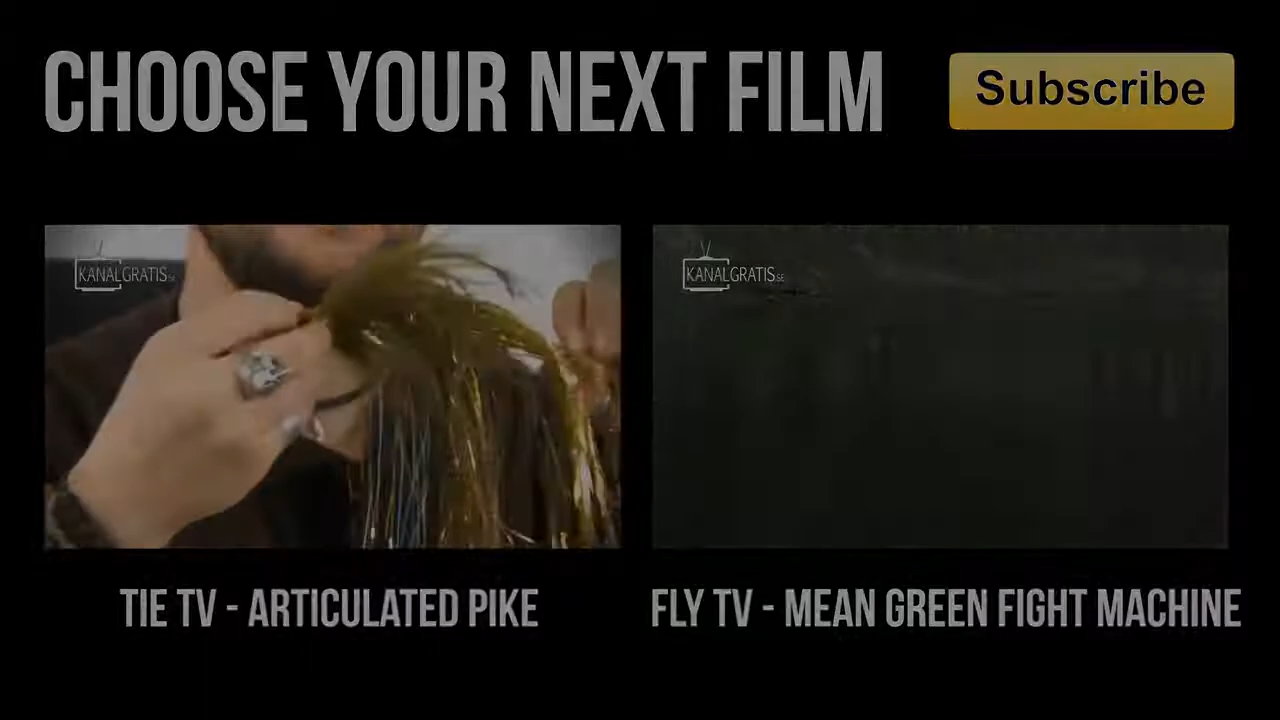 CHOOSE YOUR NEXT FILM
Subscribe
KANALGRATIS.SE
KANALGRATIS.SE
TIE TV - ARTICULATED PIKE
FLY TV - MEAN GREEN FIGHT MACHINE